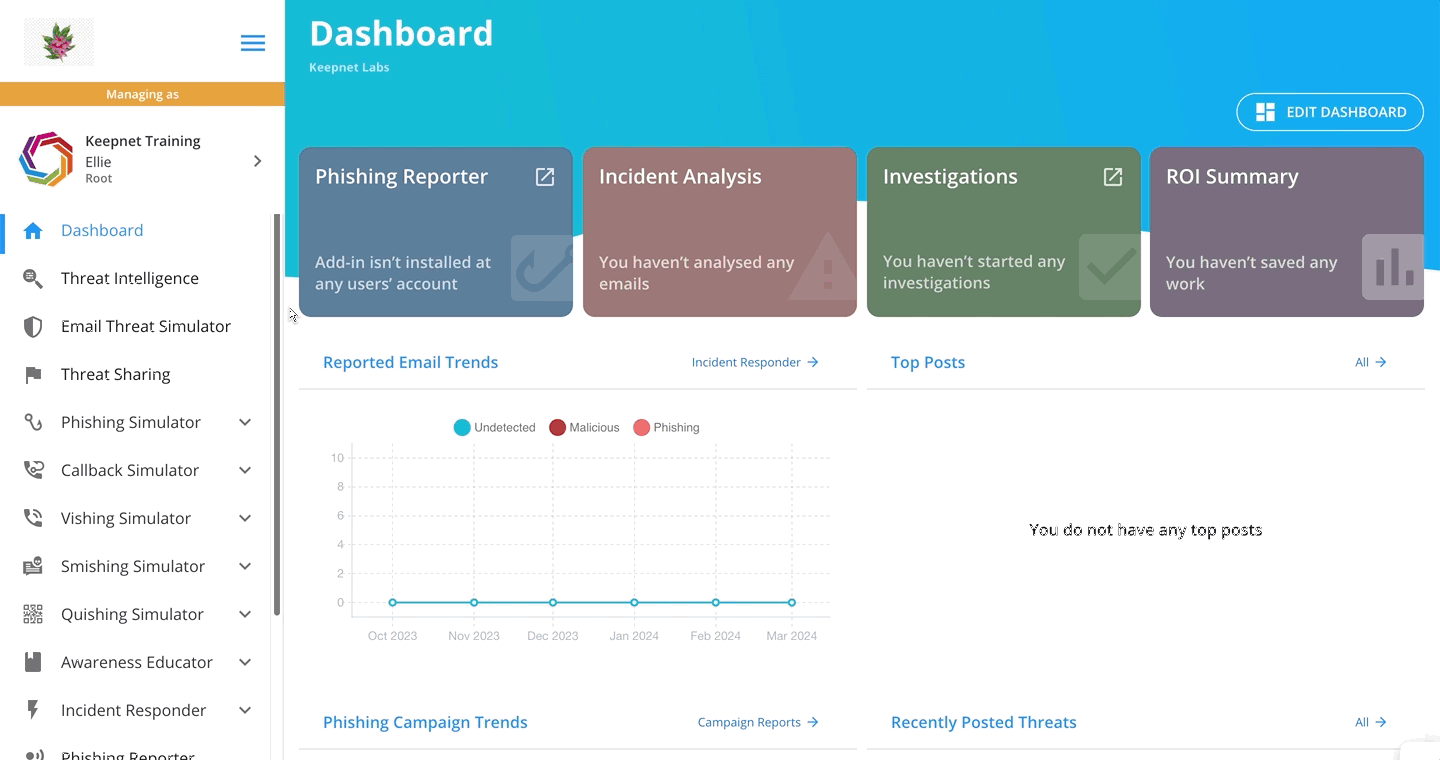 Managing as
Keepnet Training
Ellie
Root
Dashboard
Threat Intelligence
Email Threat Simulator
Threat Sharing
Phishing Simulator
Callback Simulator
Vishing Simulator
Smishing Simulator
Quishing Simulator
Awareness Educator
Incident Responder
Phishing Reporter
Dashboard
Keepnet Labs
EDIT DASHBOARD
Phishing Reporter
Add-in isn’t installed at
any users’ account
Incident Analysis
You haven’t analysed any
emails
Investigations
You haven’t started any
investigations
ROI Summary
You haven’t saved any
work
Reported Email Trends
Incident Responder
Undetected Malicious Phishing
10
8
6
4
2
0
Oct 2023 Nov 2023 Dec 2023 Jan 2024 Feb 2024 Mar 2024
Top Posts
All
You do not have any top posts
Phishing Campaign Trends
Campaign Reports
Recently Posted Threats
All